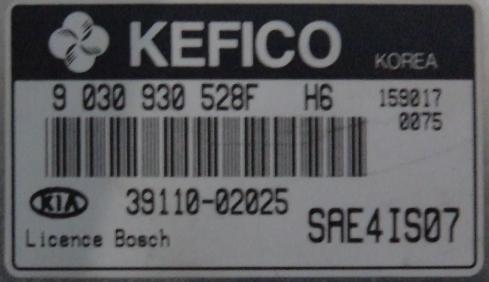 KEFICO KOREA
9 030 930 528F H6 159017
0075
KIA 39110-02025
Licence Bosch SAE4IS07